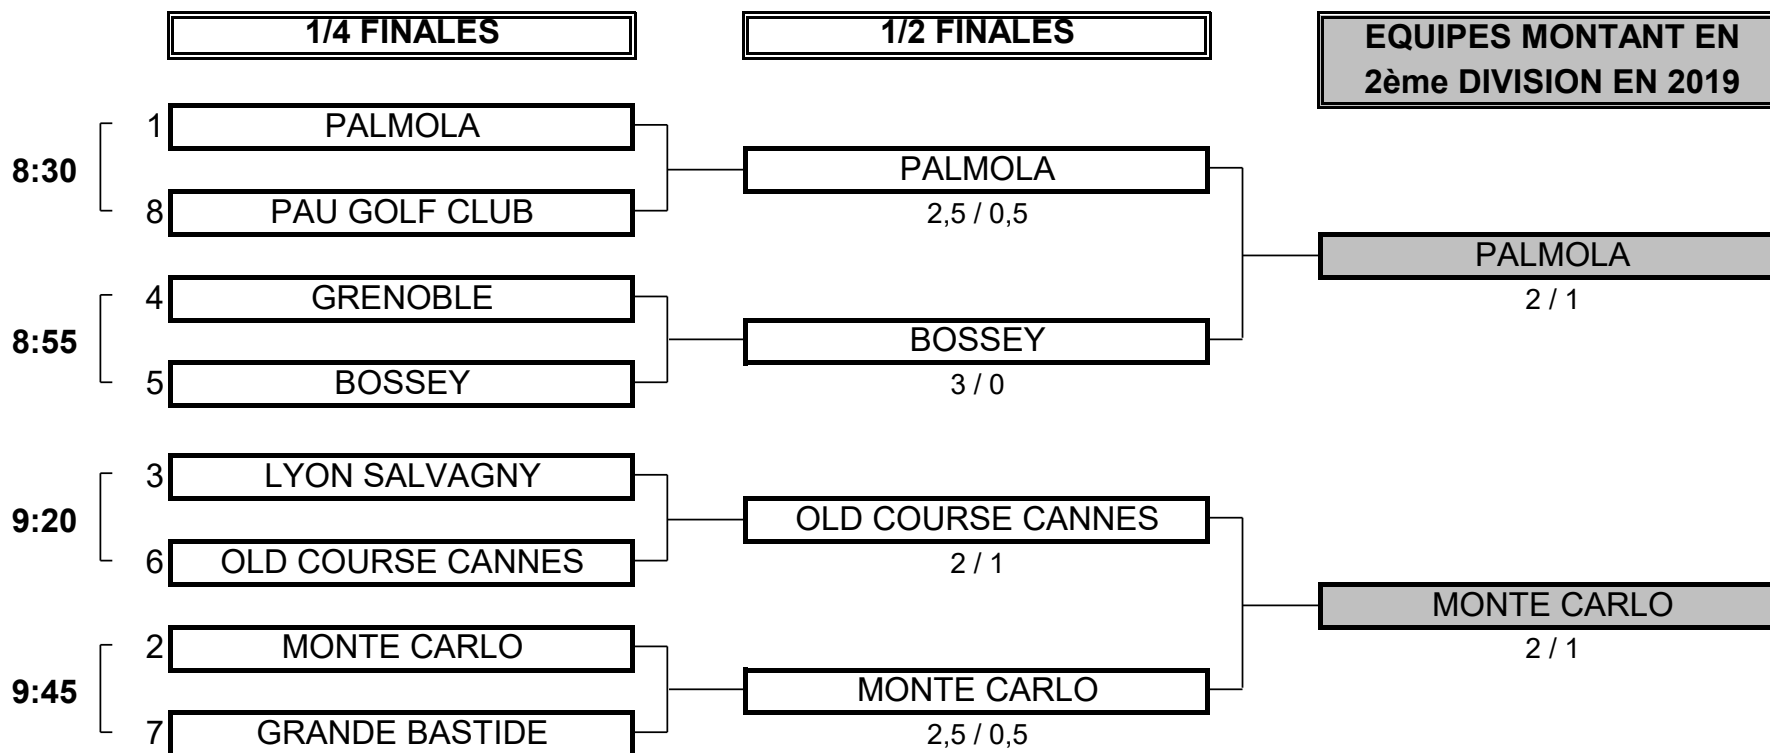 1/4 FINALES
1/2 FINALES
EQUIPES MONTANT EN
2ème DIVISION EN 2019
8:30
1 PALMOLA
8 PAU GOLF CLUB
PALMOLA
2,5 / 0,5
8:55
4 GRENOBLE
5 BOSSEY
BOSSEY
3 / 0
PALMOLA
2 / 1
9:20
3 LYON SALVAGNY
6 OLD COURSE CANNES
OLD COURSE CANNES
2 / 1
9:45
2 MONTE CARLO
7 GRANDE BASTIDE
MONTE CARLO
2,5 / 0,5
MONTE CARLO
2 / 1